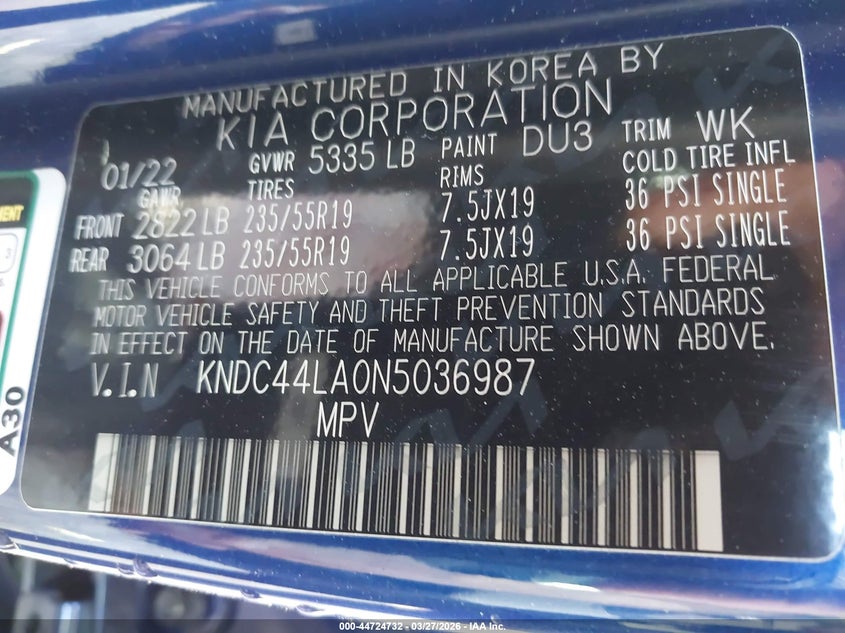 MANUFACTURED IN KOREA BY
KIA CORPORATION
01/22 GVWR 5335 LB PAINT DU3 TRIM WK
GAWR TIRES RIMS COLD TIRE INFL
FRONT 2822 LB 235/55R19 7.5JX19 36 PSI SINGLE
REAR 3064 LB 235/55R19 7.5JX19 36 PSI SINGLE
THIS VEHICLE CONFORMS TO ALL APPLICABLE U.S.A. FEDERAL
MOTOR VEHICLE SAFETY AND THEFT PREVENTION STANDARDS
IN EFFECT ON THE DATE OF MANUFACTURE SHOWN ABOVE.
V.I.N KNDC44LA0N5036987
MPV
A30
000-44724732 — 03/27/2026 — IAA Inc.